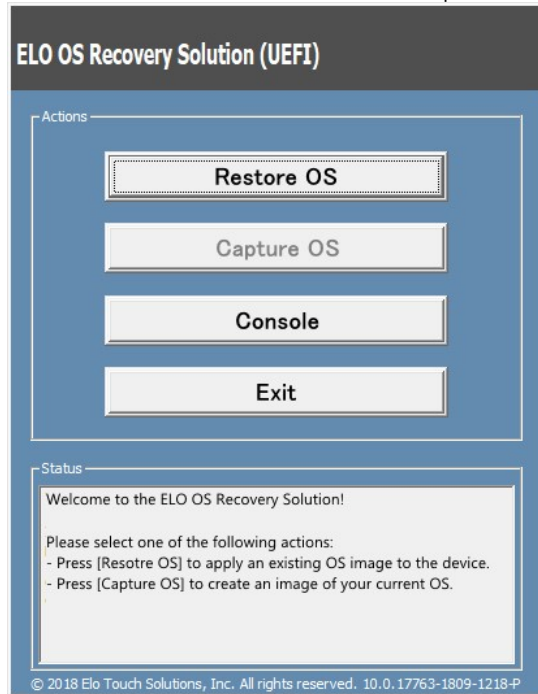 ELO OS Recovery Solution (UEFI)
Actions
Restore OS
Capture OS
Console
Exit
Status
Welcome to the ELO OS Recovery Solution!
Please select one of the following actions:
- Press [Resotre OS] to apply an existing OS image to the device.
- Press [Capture OS] to create an image of your current OS.
© 2018 Elo Touch Solutions, Inc. All rights reserved. 10.0.17763-1809-1218-P